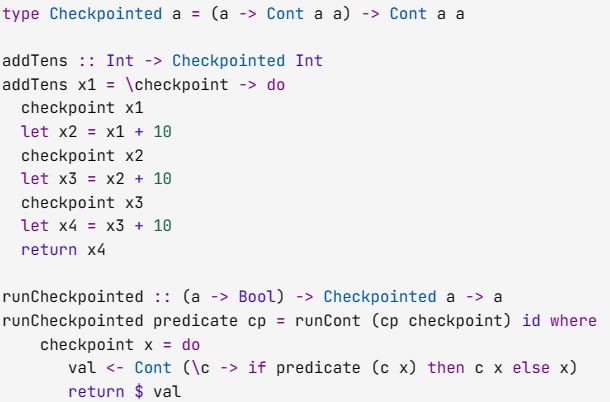 type Checkpointed a = (a -> Cont a a) -> Cont a a

addTens :: Int -> Checkpointed Int
addTens x1 = \checkpoint -> do
  checkpoint x1
  let x2 = x1 + 10
  checkpoint x2
  let x3 = x2 + 10
  checkpoint x3
  let x4 = x3 + 10
  return x4

runCheckpointed :: (a -> Bool) -> Checkpointed a -> a
runCheckpointed predicate cp = runCont (cp checkpoint) id where
    checkpoint x = do
       val <- Cont (\c -> if predicate (c x) then c x else x)
       return $ val